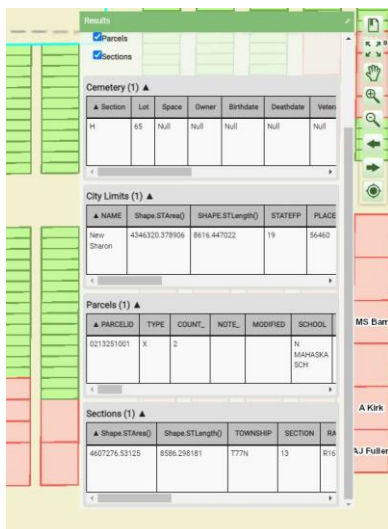 Results
Parcels
Sections
Cemetery (1) ▲
▲ Section Lot Space Owner Birthdate Deathdate Veteran
H 65 Null Null Null Null Null
City Limits (1) ▲
▲ NAME Shape.STArea() SHAPE.STLength() STATEFP PLACE
New Sharon 4346320.378906 8616.447022 19 56460
Parcels (1) ▲
▲ PARCELID TYPE COUNT_ NOTE_ MODIFIED SCHOOL
0213251001 X 2 N MAHASKA SCH
Sections (1) ▲
▲ Shape.STArea() Shape.STLength() TOWNSHIP SECTION RA
4607276.53125 8586.298181 T77N 13 R16
MS Barr
A Kirk
AJ Fuller